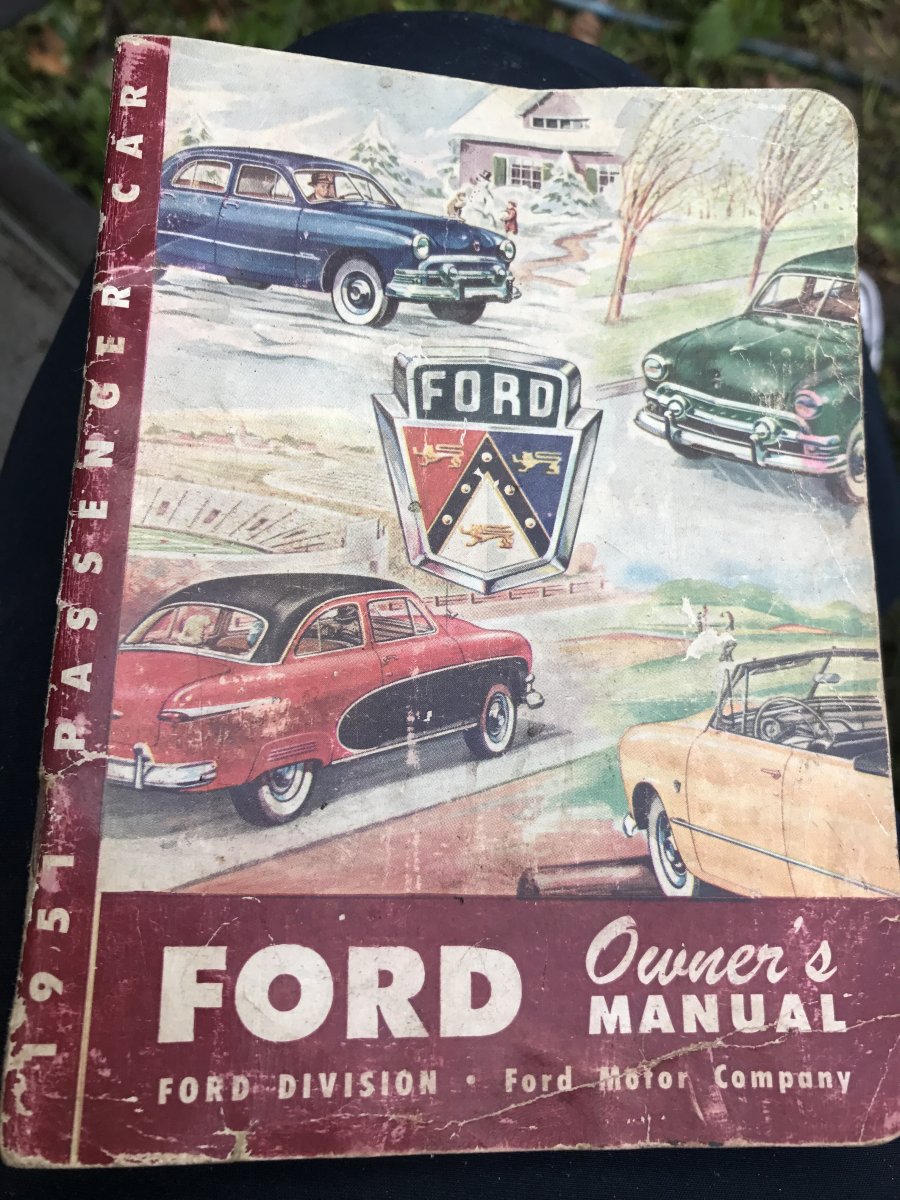 1951 PASSENGER CAR
FORD
FORD
Owner's
MANUAL
FORD DIVISION • Ford Motor Company